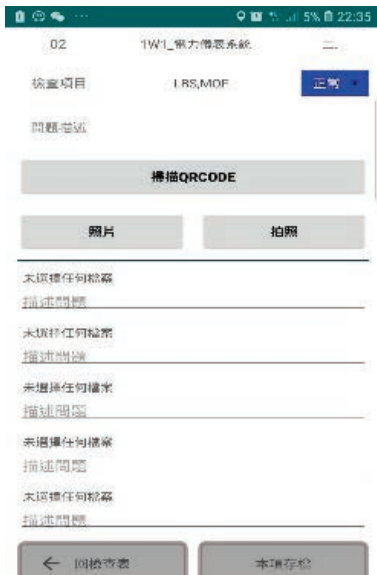 5% 22:35
02 1W1_電力儀表系統 二.
檢查項目 LBS,MOF 正常
問題描述
掃描QRCODE
照片 拍照
未選擇任何檔案
描述問題
未選擇任何檔案
描述問題
未選擇任何檔案
描述問題
未選擇任何檔案
描述問題
未選擇任何檔案
描述問題
← 回檢查表 本項存檔